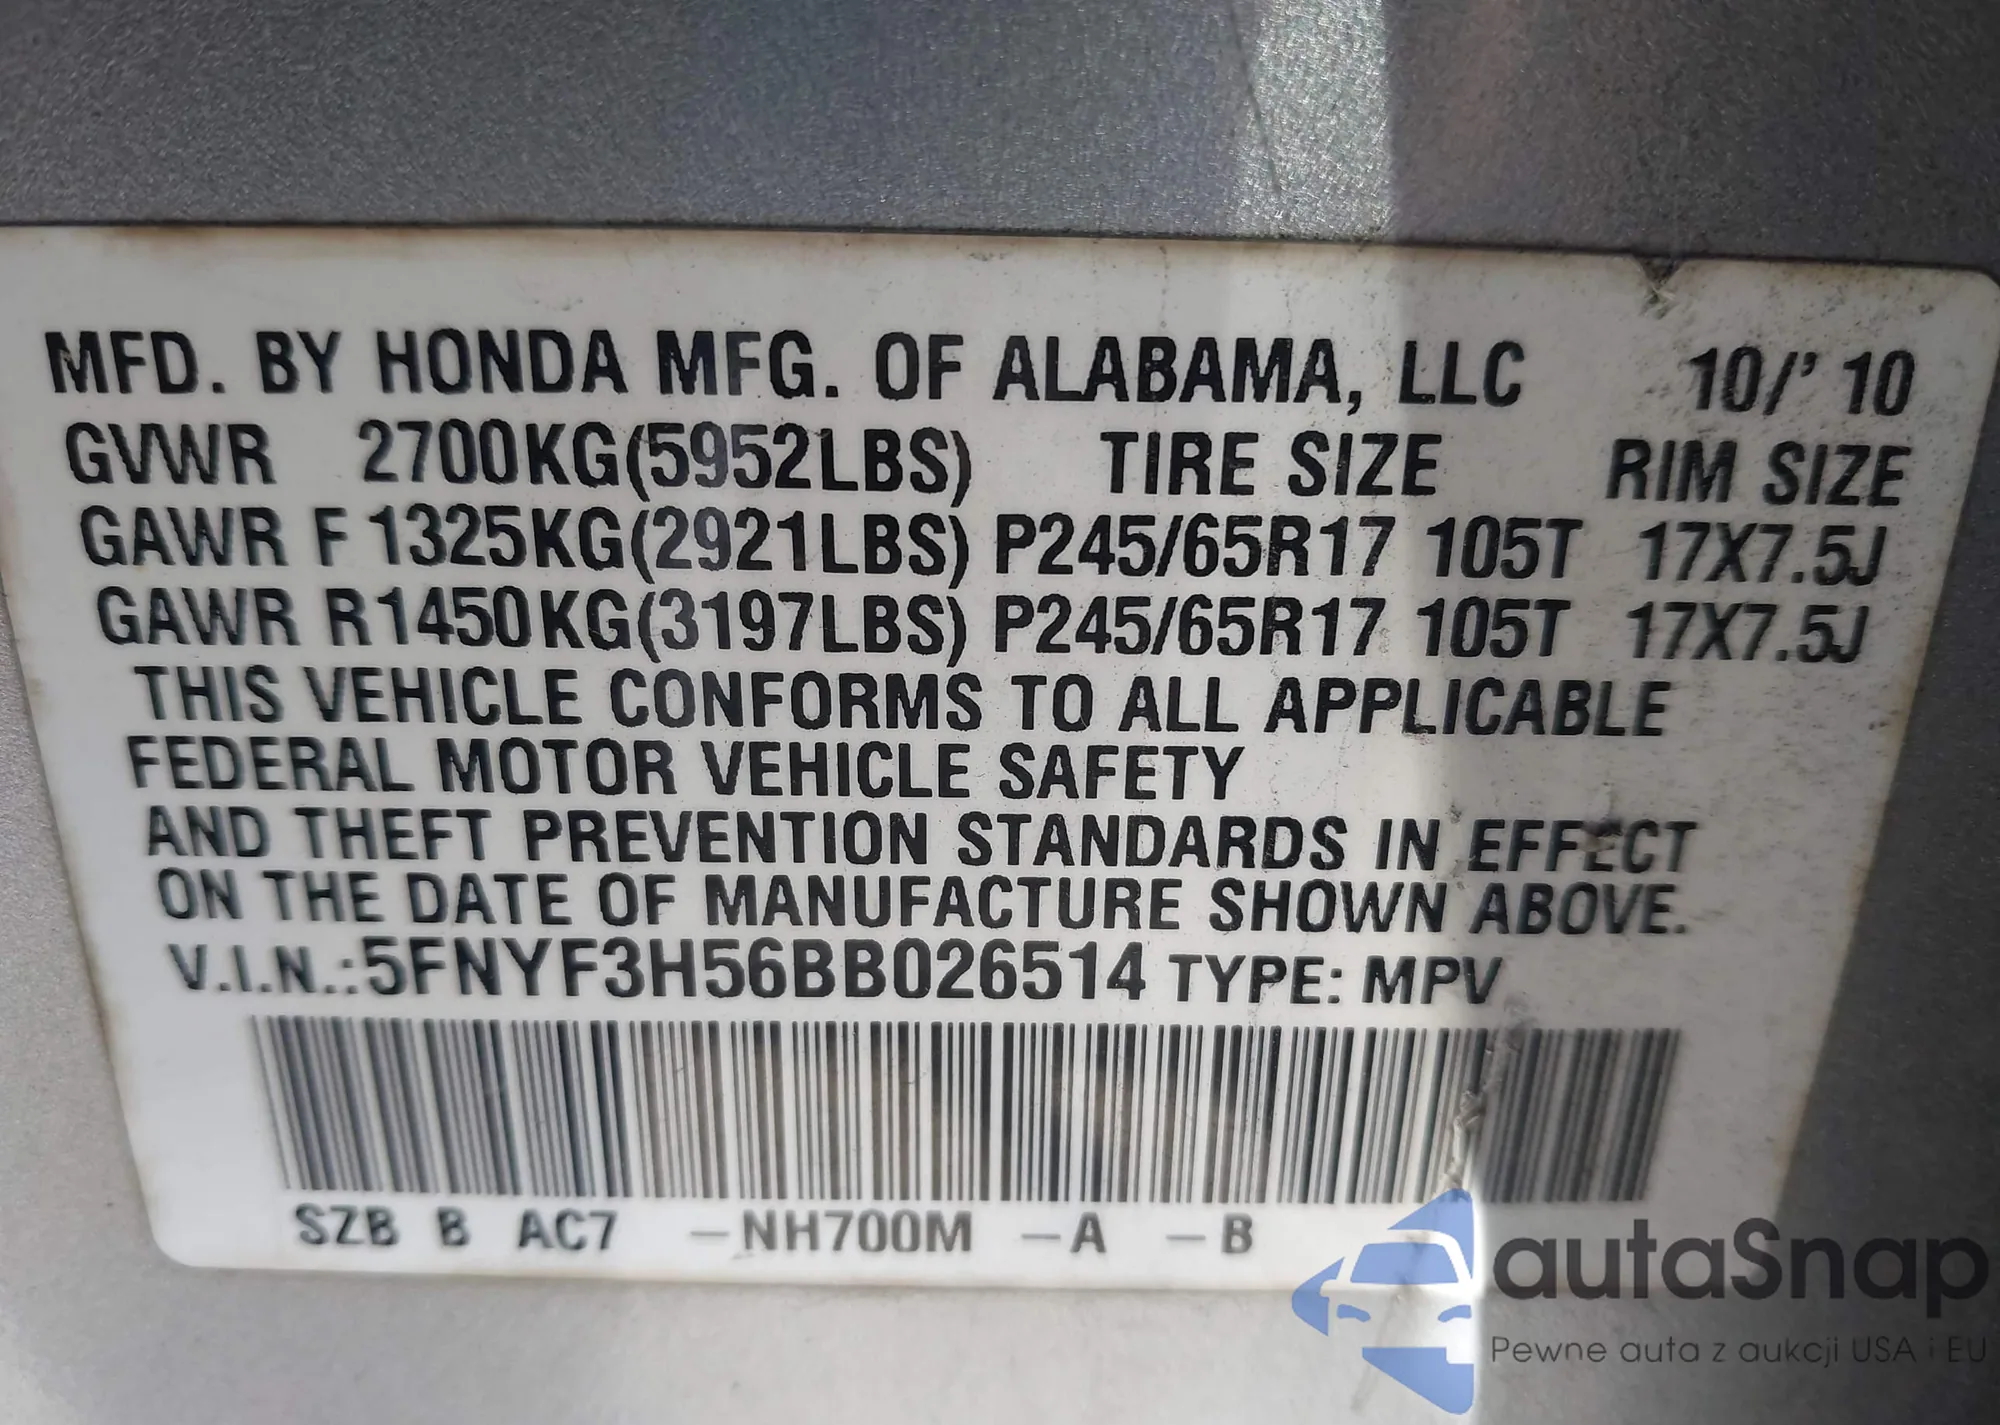 MFD. BY HONDA MFG. OF ALABAMA, LLC 10/'10
GVWR 2700KG(5952LBS) TIRE SIZE RIM SIZE
GAWR F 1325KG(2921LBS) P245/65R17 105T 17X7.5J
GAWR R1450KG(3197LBS) P245/65R17 105T 17X7.5J
THIS VEHICLE CONFORMS TO ALL APPLICABLE
FEDERAL MOTOR VEHICLE SAFETY
AND THEFT PREVENTION STANDARDS IN EFFECT
ON THE DATE OF MANUFACTURE SHOWN ABOVE.
V.I.N.:5FNYF3H56BB026514 TYPE: MPV
SZB B AC7 –NH700M –A –B
autaSnap
Pewne auta z aukcji USA i EU